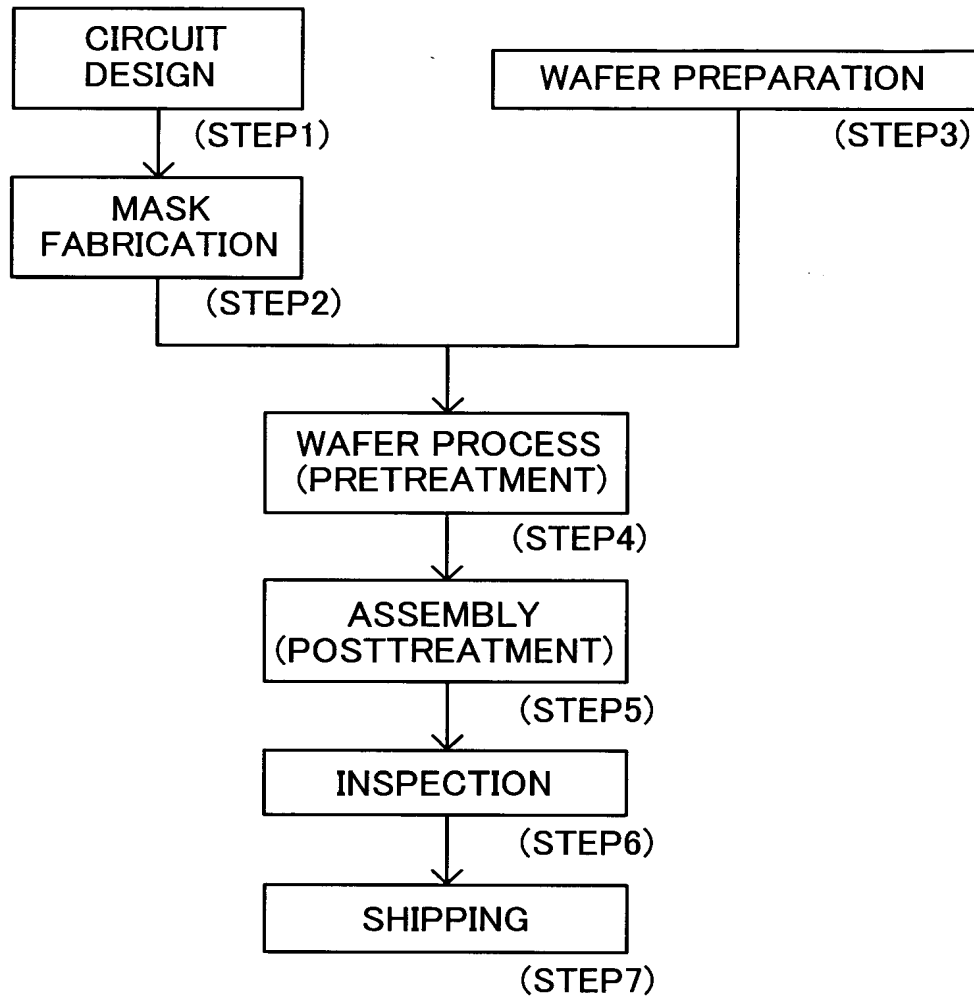 CIRCUIT
DESIGN
(STEP1)
WAFER PREPARATION
(STEP3)
MASK
FABRICATION
(STEP2)
WAFER PROCESS
(PRETREATMENT)
(STEP4)
ASSEMBLY
(POSTTREATMENT)
(STEP5)
INSPECTION
(STEP6)
SHIPPING
(STEP7)